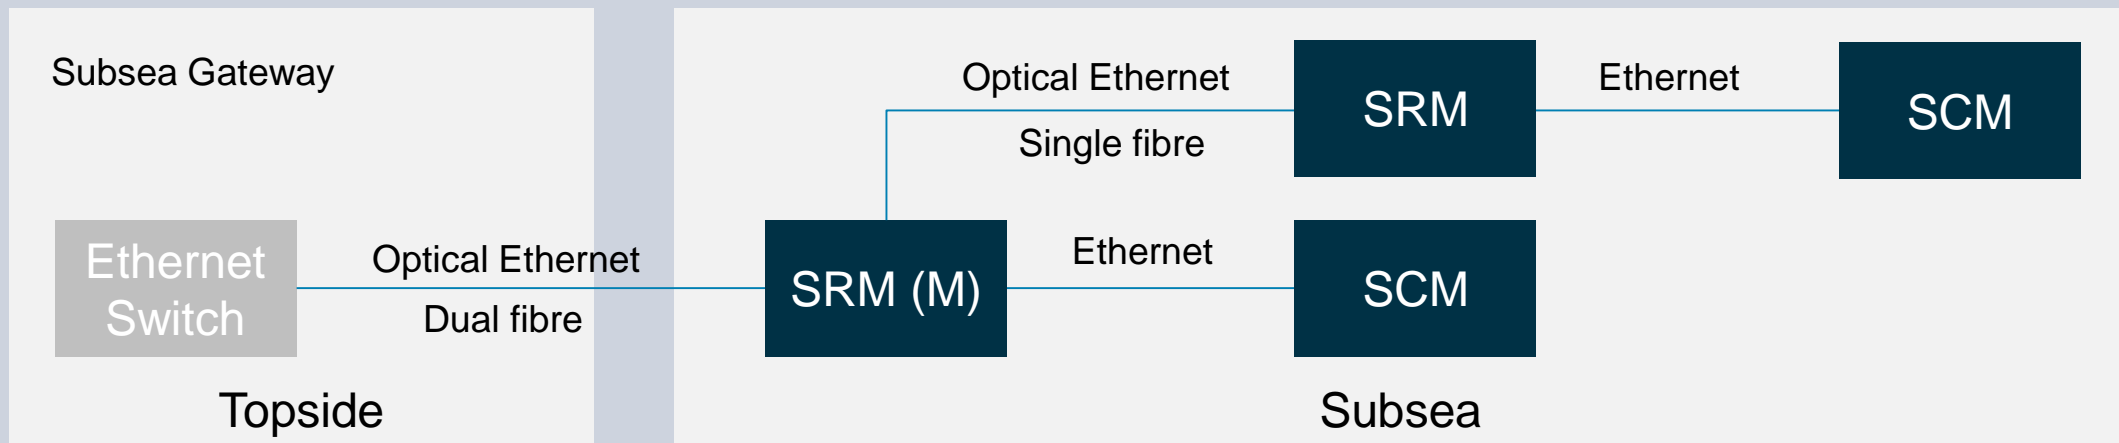 Subsea Gateway
Optical Ethernet
Single fibre
SRM
Ethernet
SCM
Ethernet
Switch
Optical Ethernet
Dual fibre
SRM (M)
Ethernet
SCM
Topside
Subsea